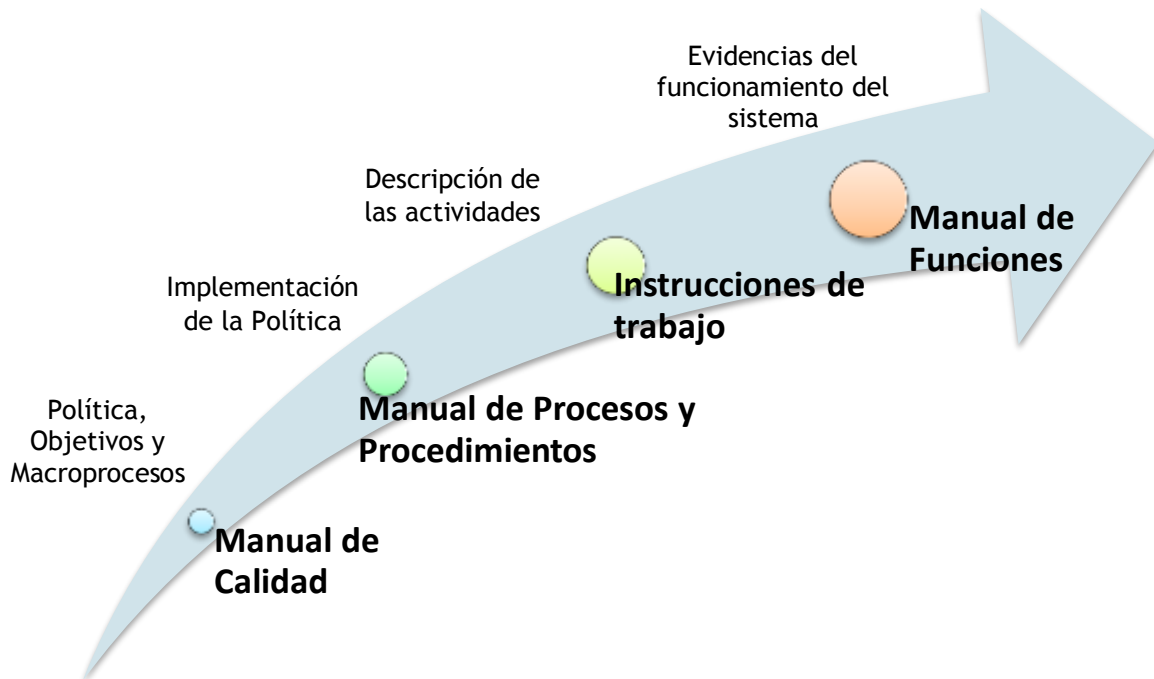 Evidencias del
funcionamiento del
sistema
Manual de
Funciones
Descripción de
las actividades
Instrucciones de
trabajo
Implementación
de la Política
Manual de Procesos y
Procedimientos
Política,
Objetivos y
Macroprocesos
Manual de
Calidad